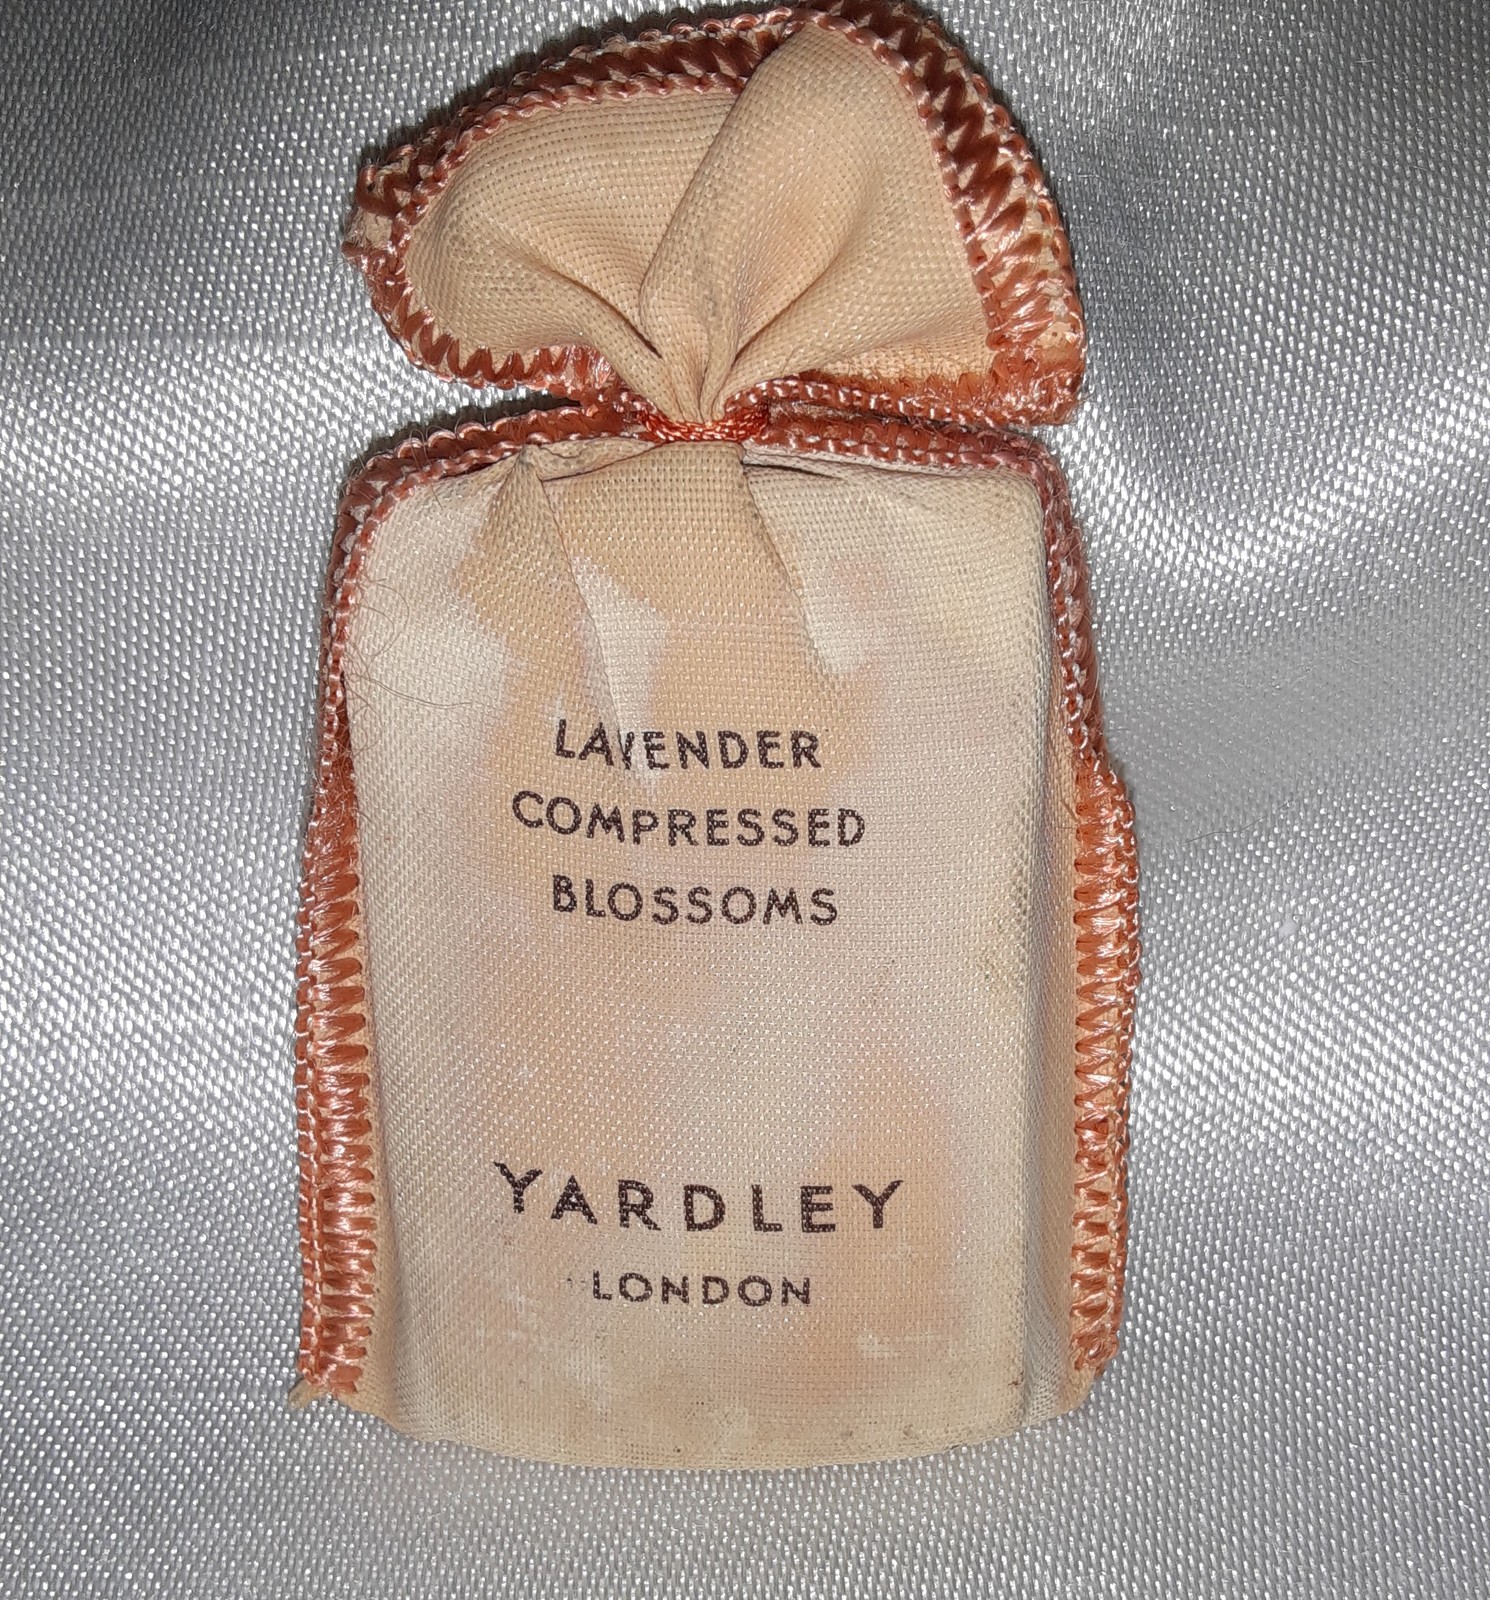 LAVENDER
COMPRESSED
BLOSSOMS
YARDLEY
LONDON